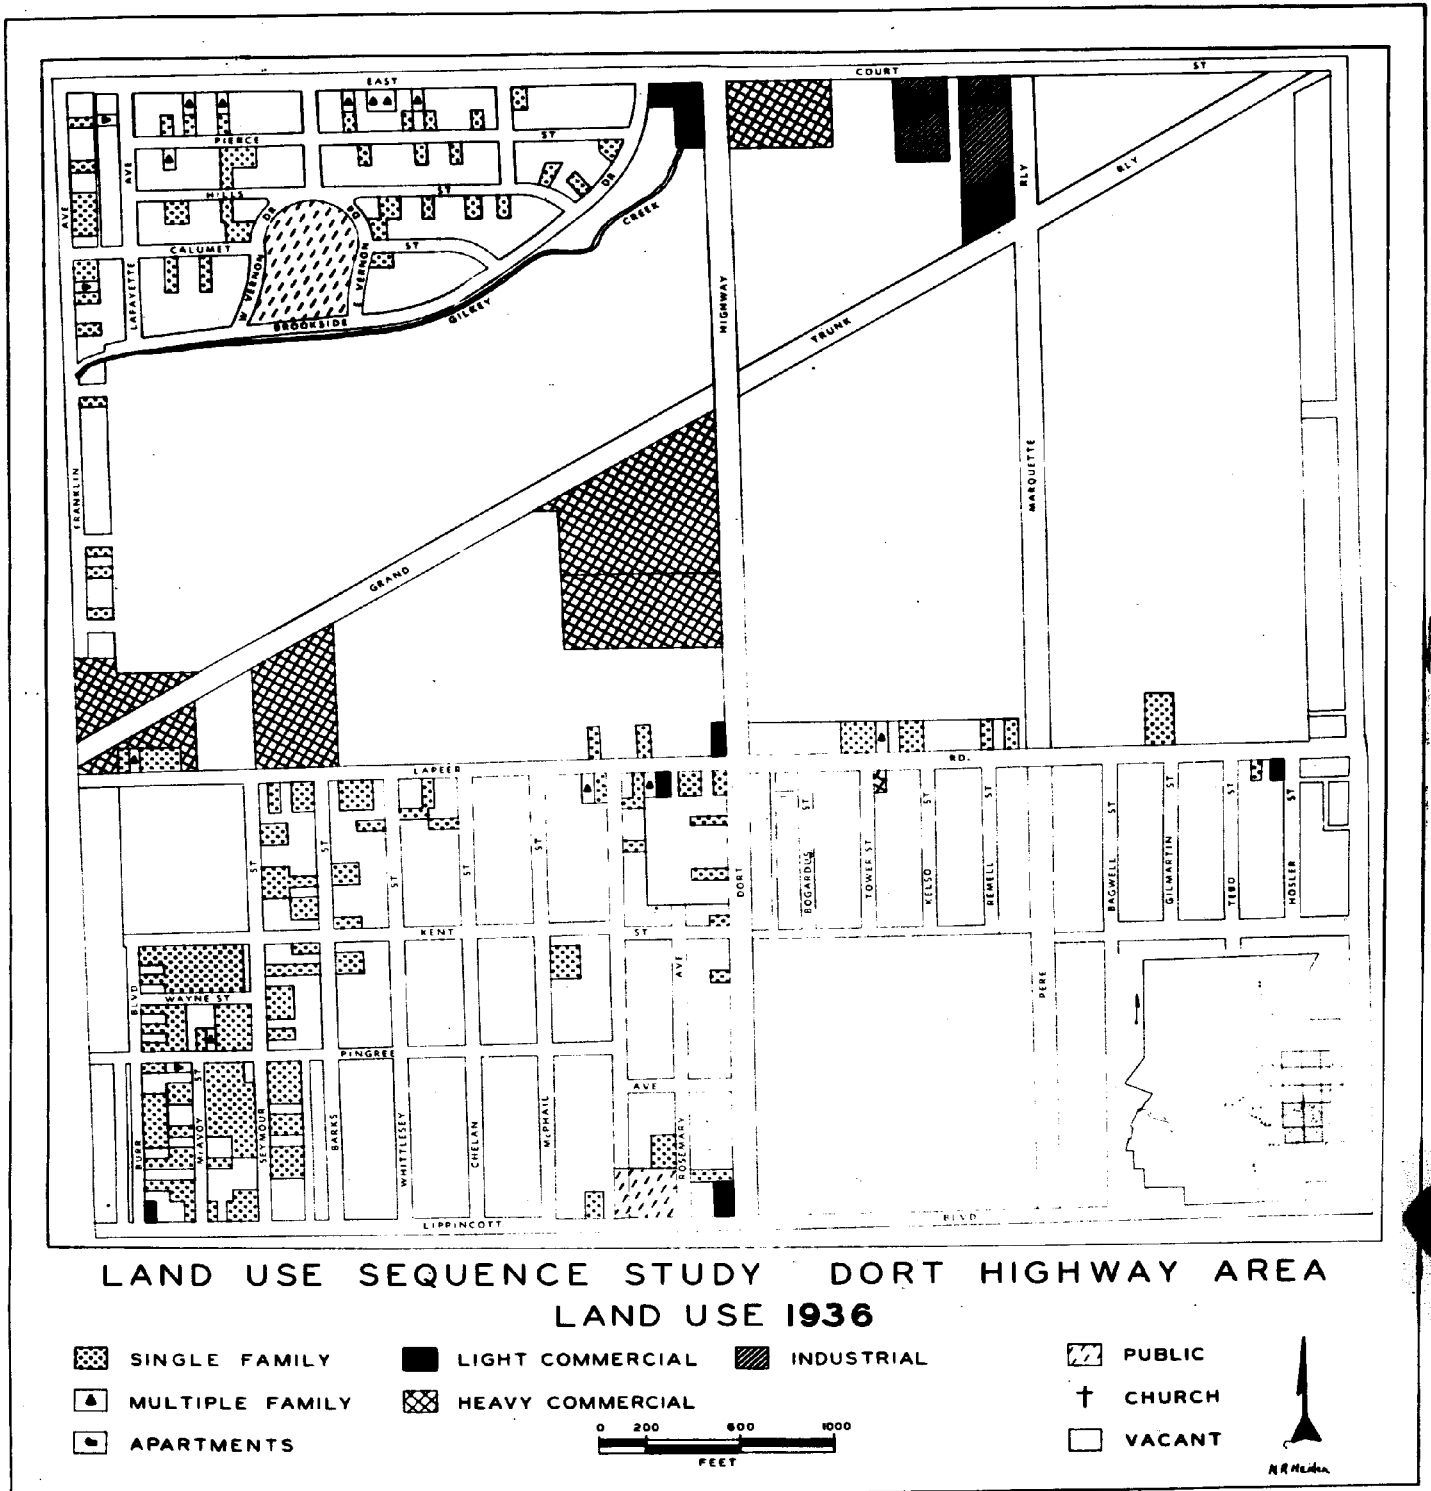 EAST
COURT
ST
PIERCE
ST
AVE
HILLS
ST
DR
RLY
RLY
AVE
DR
RD
CREEK
CALUMET
ST
LAFAYETTE
W VERNON
E VERNON
BROOKSIDE
GILKEY
HIGHWAY
TRUNK
FRANKLIN
MARQUETTE
GRAND
LAPEER
RD.
ST
ST
ST
ST
ST
DORT
BOGARDUS
ST
TOWER ST
KELSO
ST
REMELL
ST
BAGWELL
ST
GILMARTIN
ST
TEBO
ST
HOSLER
ST
KENT
ST
AVE
PERE
BLVD
WAYNE ST
PINGREE
AVE
BURR
McAVOY
ST
SEYMOUR
BARKS
WHITTLESEY
CHELAN
McPHAIL
ROSEMARY
LIPPINCOTT
BLVD
LAND USE SEQUENCE STUDY DORT HIGHWAY AREA
LAND USE 1936
SINGLE FAMILY
LIGHT COMMERCIAL
INDUSTRIAL
PUBLIC
MULTIPLE FAMILY
HEAVY COMMERCIAL
CHURCH
APARTMENTS
VACANT
0 200 600 1000
FEET